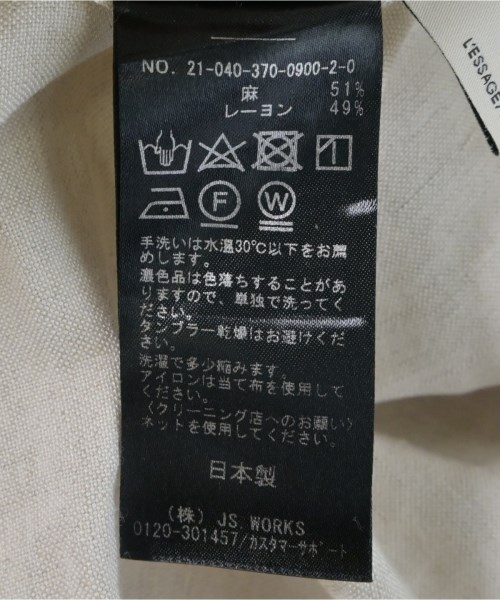 L'ESSAGE
NO. 21-040-370-0900-2-0
麻 51%
レーヨン 49%
1
F W
手洗いは水温30℃以下をお薦
めします。
濃色品は色落ちすることがあ
りますので、単独で洗ってく
ださい。
タンブラー乾燥はお避けくだ
さい。
洗濯で多少縮みます。
アイロンは当て布を使用して
ください。
〈クリーニング店へのお願い〉
ネットを使用してください。
日本製
(株) JS. WORKS
0120-301457/カスタマーサポート